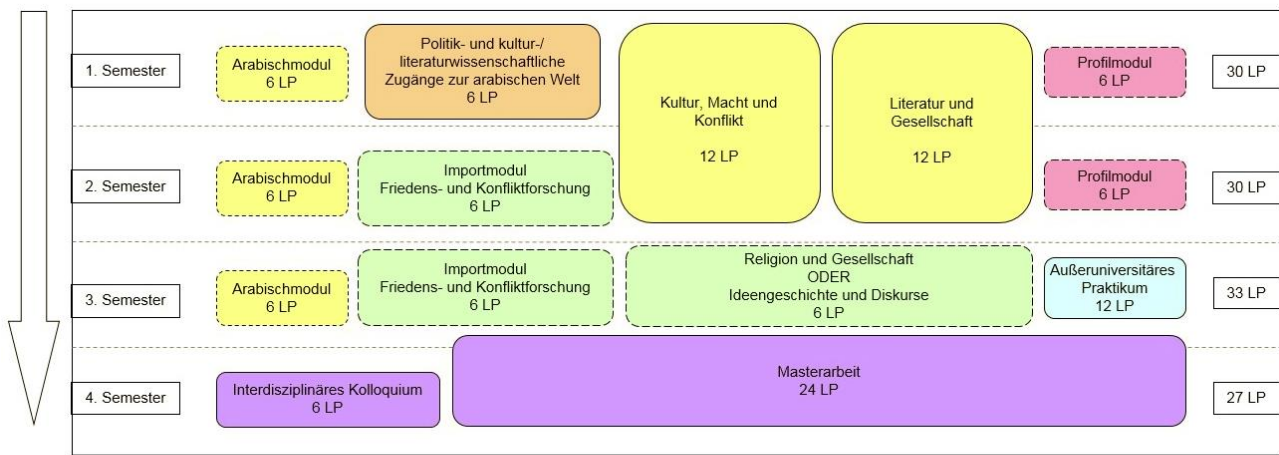 1. Semester
Arabischmodul
6 LP
Politik- und kultur-/
literaturwissenschaftliche
Zugänge zur arabischen Welt
6 LP
Kultur, Macht und
Konflikt
12 LP
Literatur und
Gesellschaft
12 LP
Profilmodul
6 LP
30 LP
2. Semester
Arabischmodul
6 LP
Importmodul
Friedens- und Konfliktforschung
6 LP
Profilmodul
6 LP
30 LP
3. Semester
Arabischmodul
6 LP
Importmodul
Friedens- und Konfliktforschung
6 LP
Religion und Gesellschaft
ODER
Ideengeschichte und Diskurse
6 LP
Außeruniversitäres
Praktikum
12 LP
33 LP
4. Semester
Interdisziplinäres Kolloquium
6 LP
Masterarbeit
24 LP
27 LP